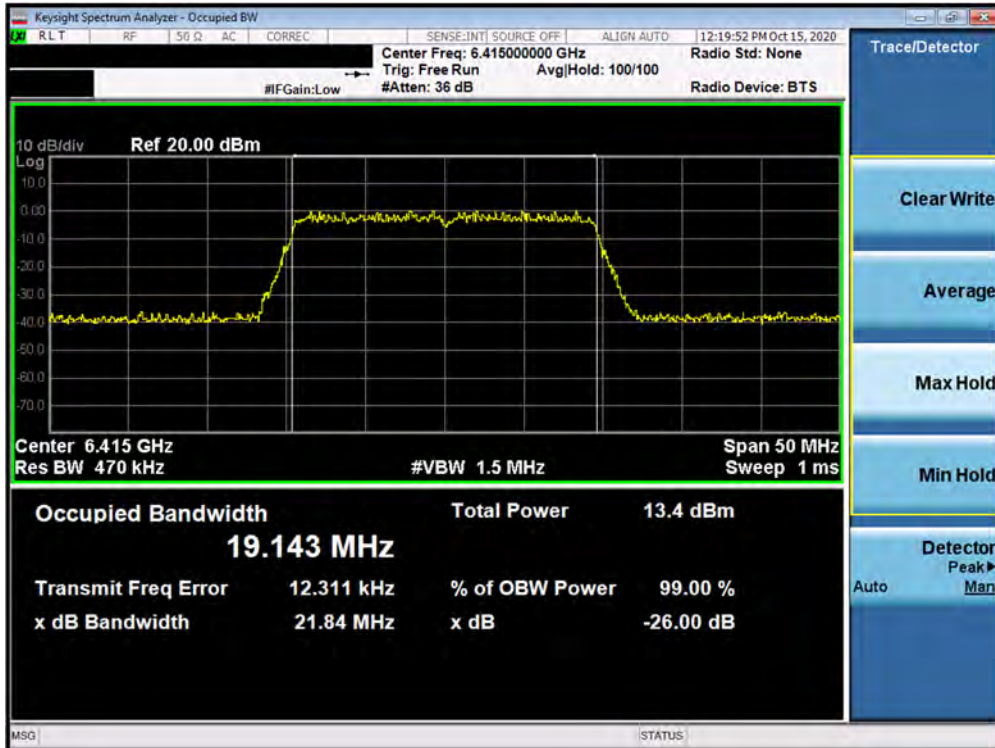 Keysight Spectrum Analyzer - Occupied BW
LXI RLT RF 50 Ω AC CORREC SENSE:INT SOURCE OFF ALIGN AUTO 12:19:52 PM Oct 15, 2020
Center Freq: 6.415000000 GHz Radio Std: None
Trig: Free Run Avg|Hold: 100/100
#IFGain:Low #Atten: 36 dB Radio Device: BTS
10 dB/div Ref 20.00 dBm
Log
10.0
0.00
-10.0
-20.0
-30.0
-40.0
-50.0
-60.0
-70.0
Center 6.415 GHz Span 50 MHz
Res BW 470 kHz #VBW 1.5 MHz Sweep 1 ms
Occupied Bandwidth Total Power 13.4 dBm
19.143 MHz
Transmit Freq Error 12.311 kHz % of OBW Power 99.00 %
x dB Bandwidth 21.84 MHz x dB -26.00 dB
MSG STATUS
Trace/Detector
Clear Write
Average
Max Hold
Min Hold
Detector
Peak▶
Auto Man